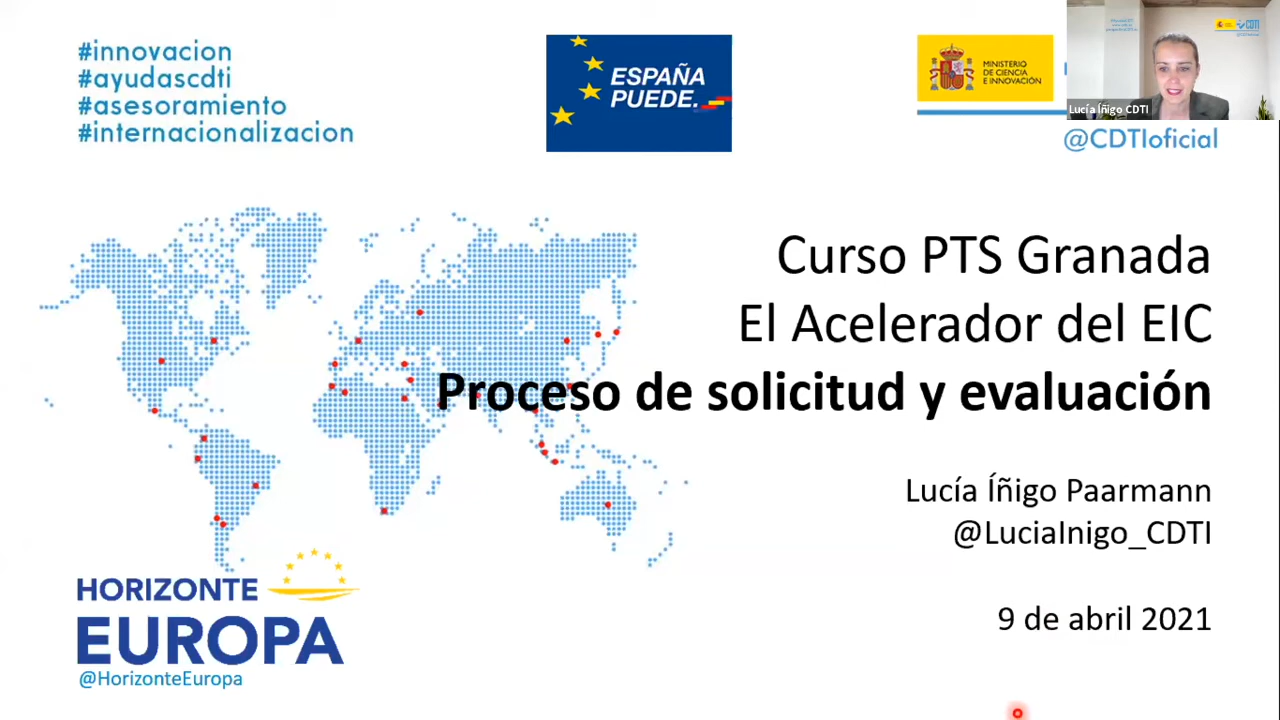 #innovacion
#ayudascdti
#asesoramiento
#internacionalizacion
ESPAÑA
PUEDE.
MINISTERIO
DE CIENCIA
E INNOVACIÓN
CDTI
Lucía Íñigo CDTI
@CDTIoficial
Curso PTS Granada
El Acelerador del EIC
Proceso de solicitud y evaluación
Lucía Íñigo Paarmann
@LuciaInigo_CDTI
9 de abril 2021
HORIZONTE
EUROPA
@HorizonteEuropa